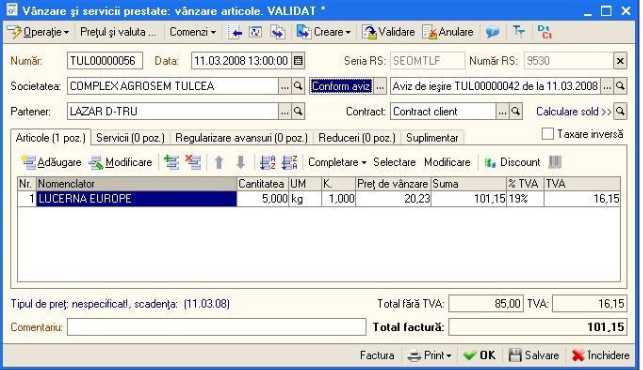 Vânzare şi servicii prestate: vânzare articole. VALIDAT *
Operaţie Preţul şi valuta ... Comenzi Creare Validare Anulare
Număr: TUL00000056 Data: 11.03.2008 13:00:00 Seria RS: SEOMTLF Număr RS: 9530
Societatea: COMPLEX AGROSEM TULCEA ... Conform aviz ... Aviz de ieşire TUL00000042 de la 11.03.2008 ...
Partener: LAZAR D-TRU ... Contract: Contract client ... Calculare sold >>
Articole (1 poz.) Servicii (0 poz.) Regularizare avansuri (0 poz.) Reduceri (0 poz.) Suplimentar Taxare inversă
Adăugare Modificare Completare Selectare Modificare Discount
Nr. Nomenclator Cantitatea UM K. Preţ de vânzare Suma % TVA TVA
1 LUCERNA EUROPE 5,000 kg 1,000 20,23 101,15 19% 16,15
Tipul de preţ: nespecificat!, scadenţa: (11.03.08) Total fără TVA: 85,00 TVA: 16,15
Comentariu: Total factură: 101,15
Factura Print OK Salvare Închidere